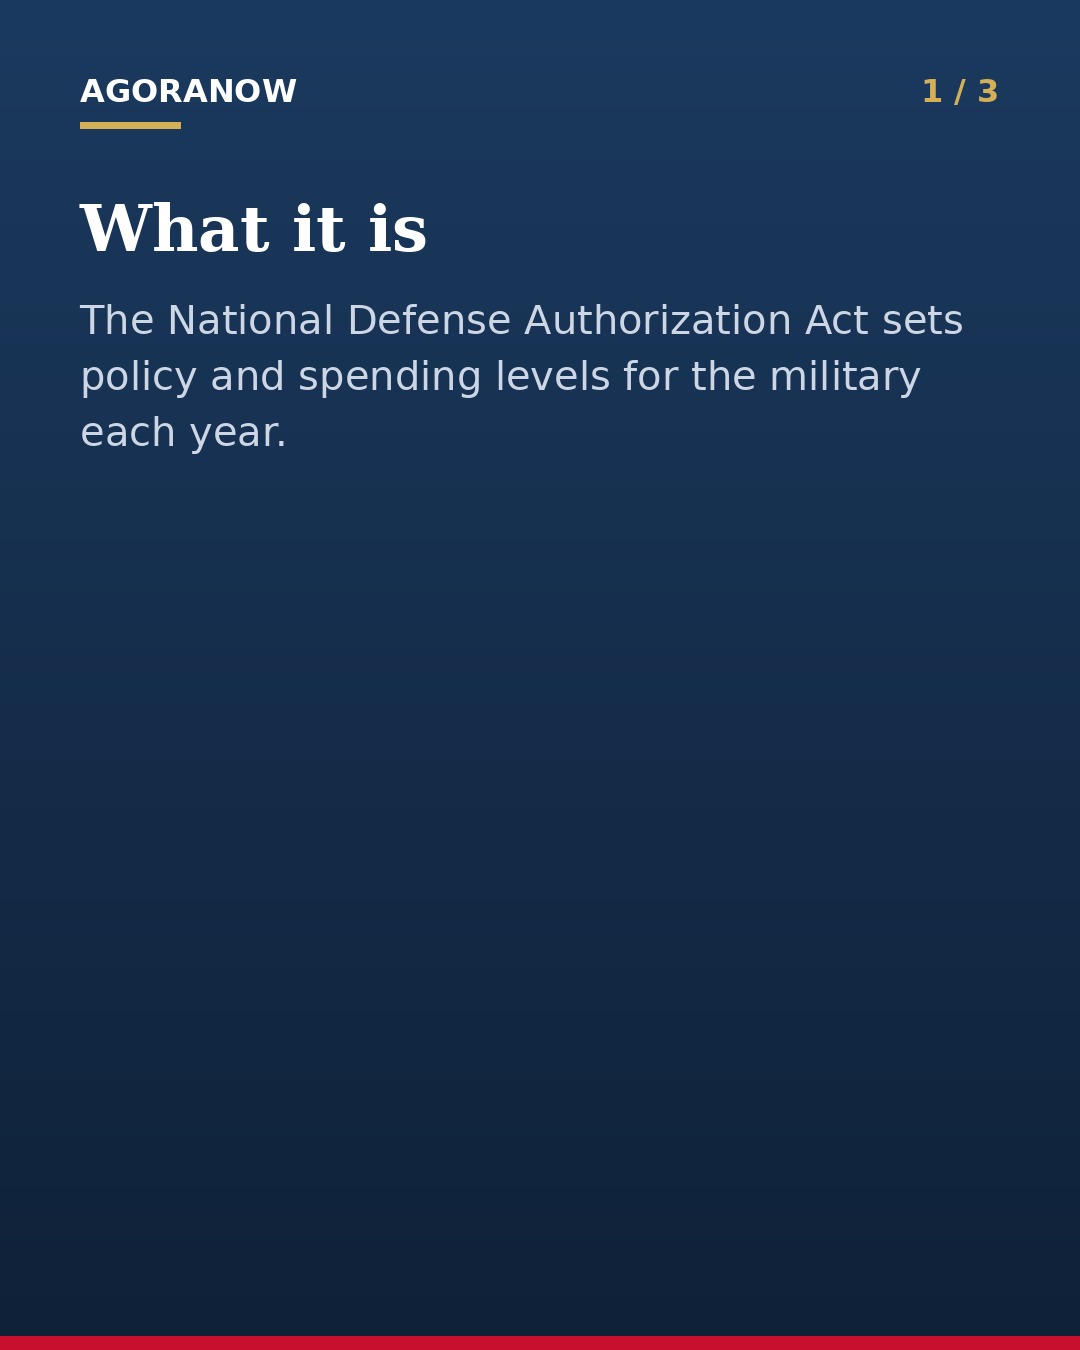 AGORANOW
1 / 3
What it is
The National Defense Authorization Act sets
policy and spending levels for the military
each year.